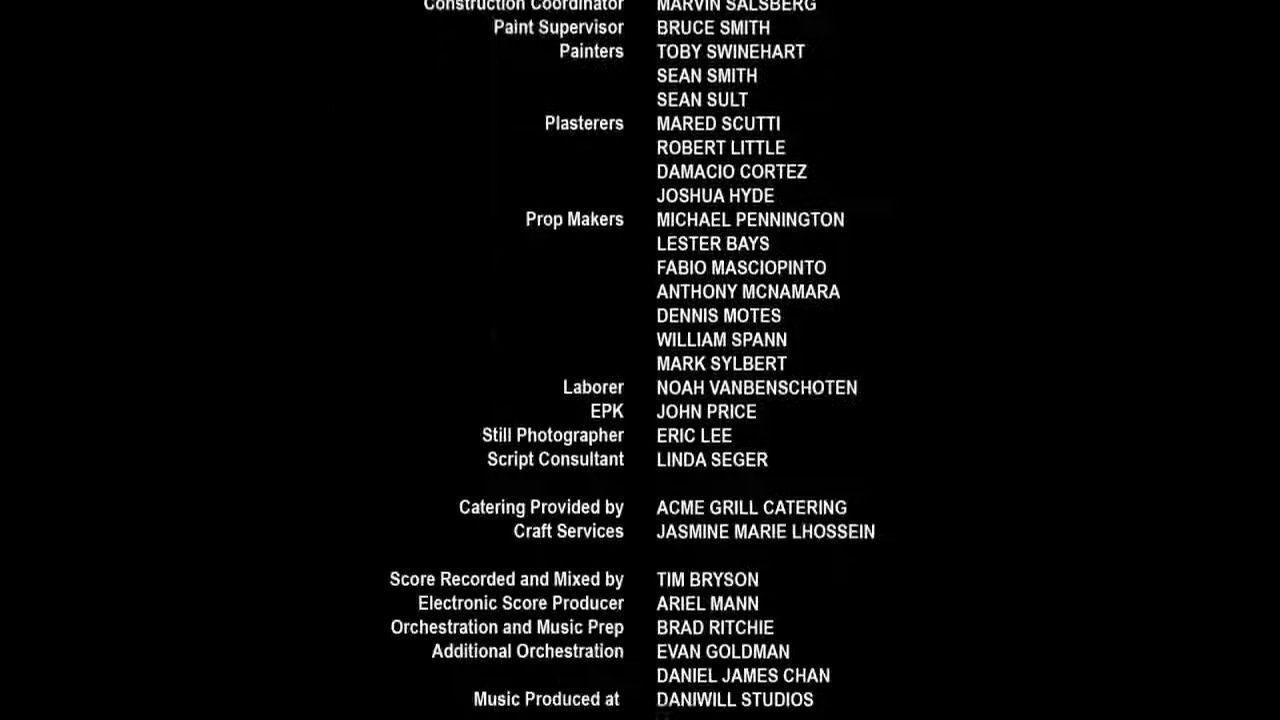 Construction Coordinator MARVIN SALSBERG
Paint Supervisor BRUCE SMITH
Painters TOBY SWINEHART
SEAN SMITH
SEAN SULT
Plasterers MARED SCUTTI
ROBERT LITTLE
DAMACIO CORTEZ
JOSHUA HYDE
Prop Makers MICHAEL PENNINGTON
LESTER BAYS
FABIO MASCIOPINTO
ANTHONY MCNAMARA
DENNIS MOTES
WILLIAM SPANN
MARK SYLBERT
Laborer NOAH VANBENSCHOTEN
EPK JOHN PRICE
Still Photographer ERIC LEE
Script Consultant LINDA SEGER
Catering Provided by ACME GRILL CATERING
Craft Services JASMINE MARIE LHOSSEIN
Score Recorded and Mixed by TIM BRYSON
Electronic Score Producer ARIEL MANN
Orchestration and Music Prep BRAD RITCHIE
Additional Orchestration EVAN GOLDMAN
DANIEL JAMES CHAN
Music Produced at DANIWILL STUDIOS